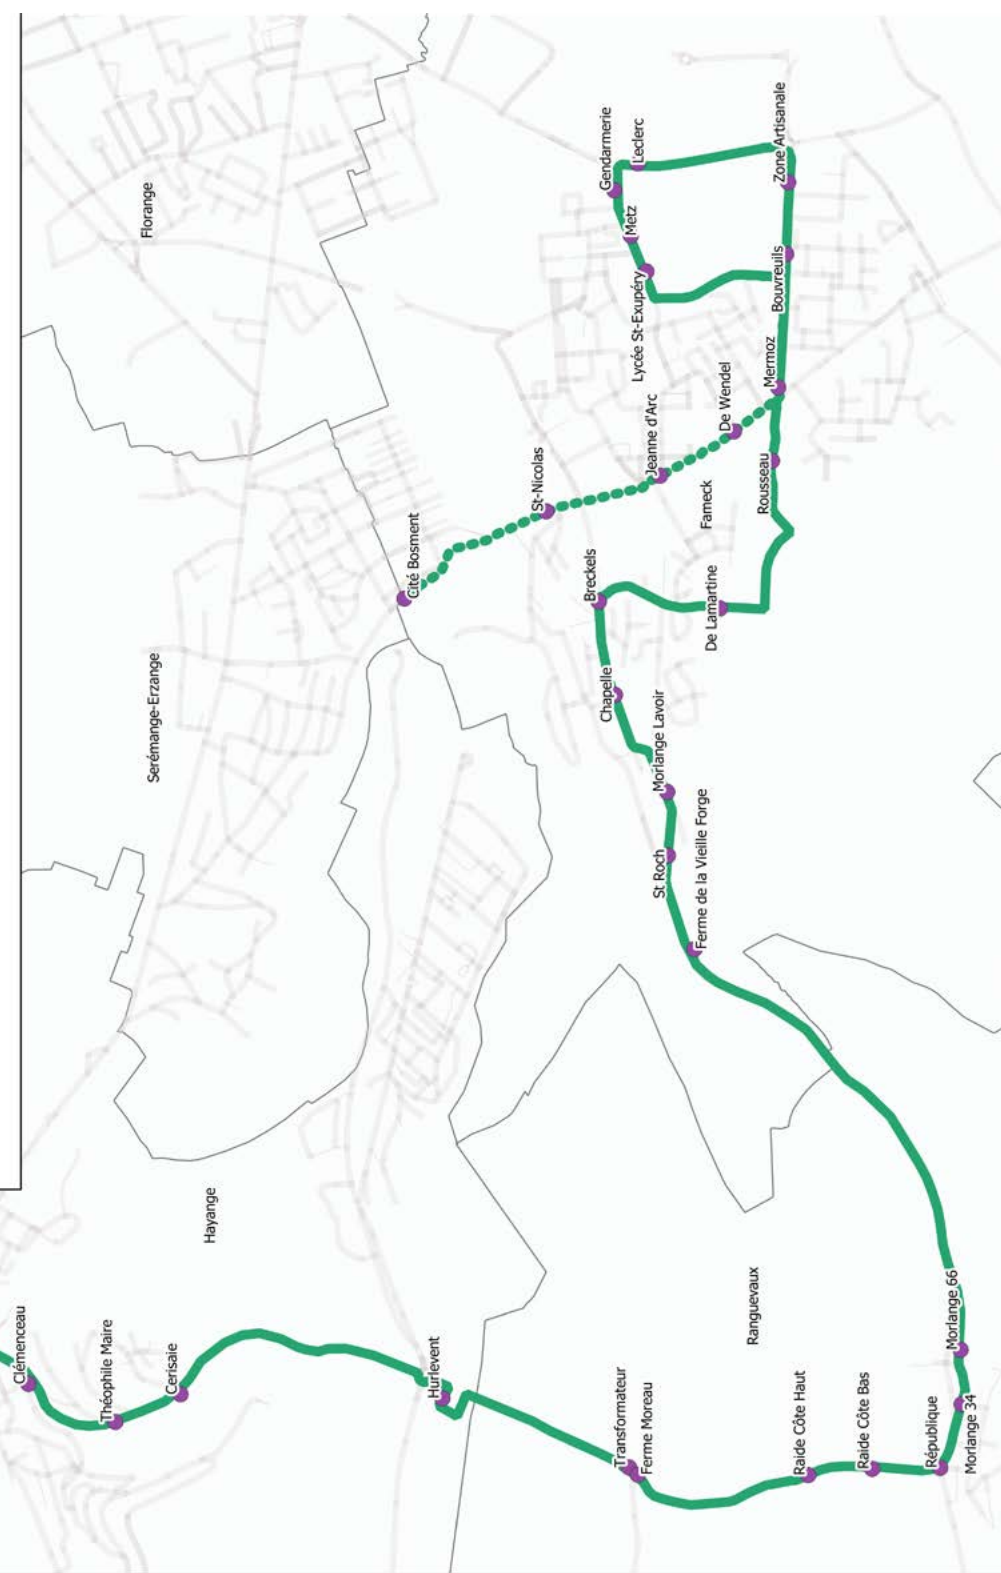 Florange
Gendarmerie
L'eclerc
Zone Artisanale
Metz
Lycée St-Exupéry
Bouvreuils
Mermoz
De Wendel
Jeanne d'Arc
St-Nicolas
Rousseau
Fameck
Cité Bosment
Breckels
De Lamartine
Serémange-Erzange
Chapelle
Morlange Lavoir
St Roch
Ferme de la Vieille Forge
Hayange
Ranguevaux
Clémenceau
Théophile Maire
Cerisaie
Hurlevent
Transformateur
Ferme Moreau
Raide Côte Haut
Raide Côte Bas
République
Morlange 66
Morlange 34